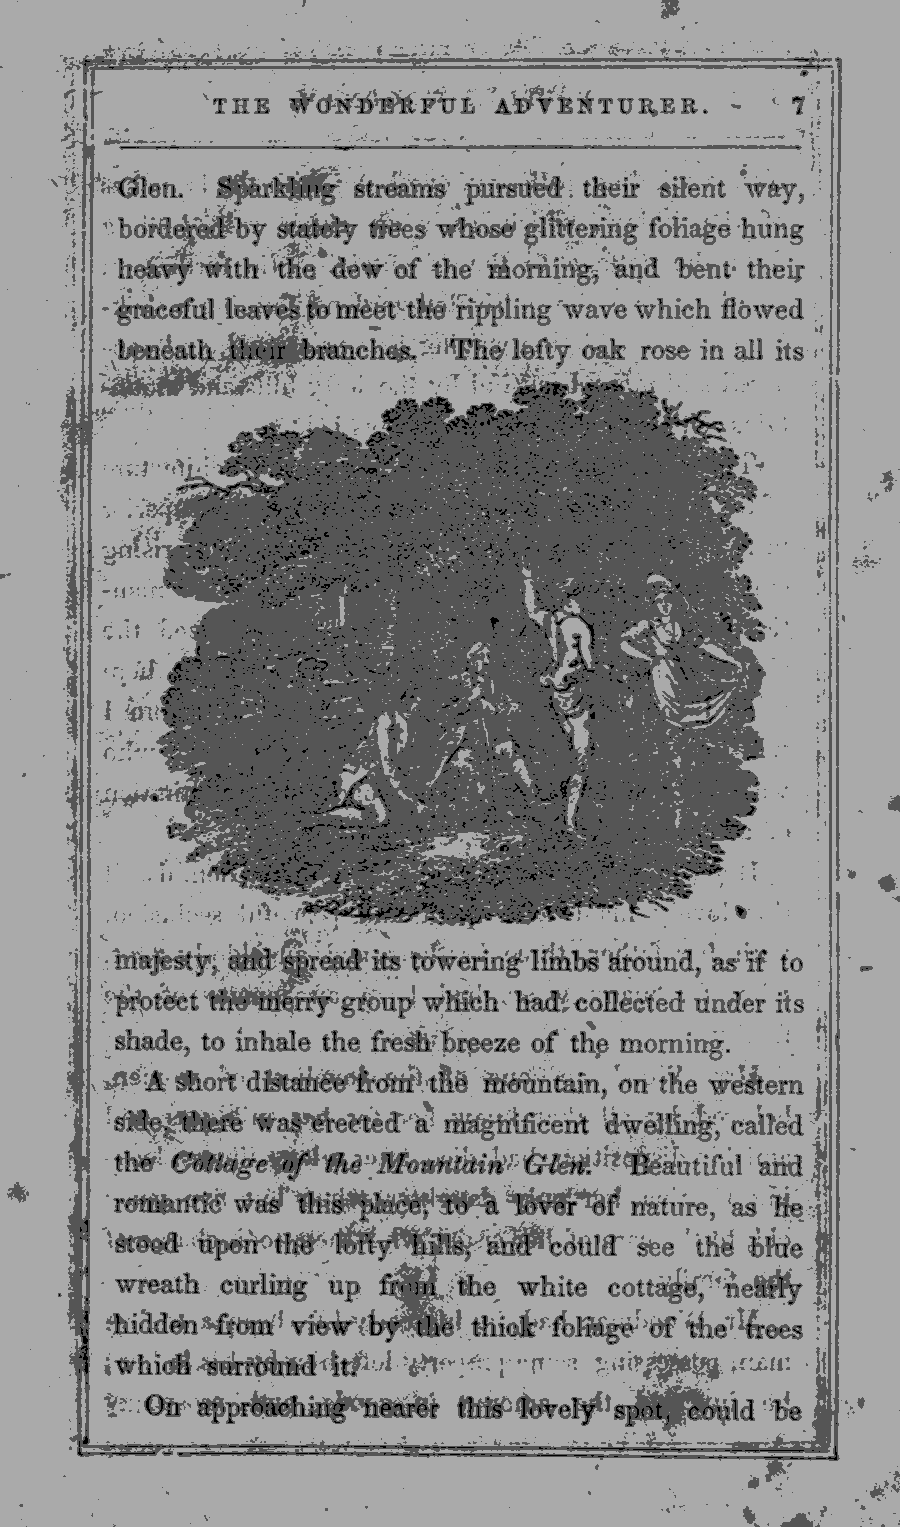 THE WONDERFUL ADVENTURER. 7
Glen. Sparkling streams pursued their silent way,
bordered by stately trees whose glittering foliage hung
heavy with the dew of the morning, and bent their
graceful leaves to meet the rippling wave which flowed
beneath their branches. The lofty oak rose in all its
majesty, and spread its towering limbs around, as if to
protect the merry group which had collected under its
shade, to inhale the fresh breeze of the morning.
A short distance from the mountain, on the western
side, there was erected a magnificent dwelling, called
the Cottage of the Mountain Glen. Beautiful and
romantic was this place, to a lover of nature, as he
stood upon the lofty hills, and could see the blue
wreath curling up from the white cottage, nearly
hidden from view by the thick foliage of the trees
which surround it.
On approaching nearer this lovely spot, could be